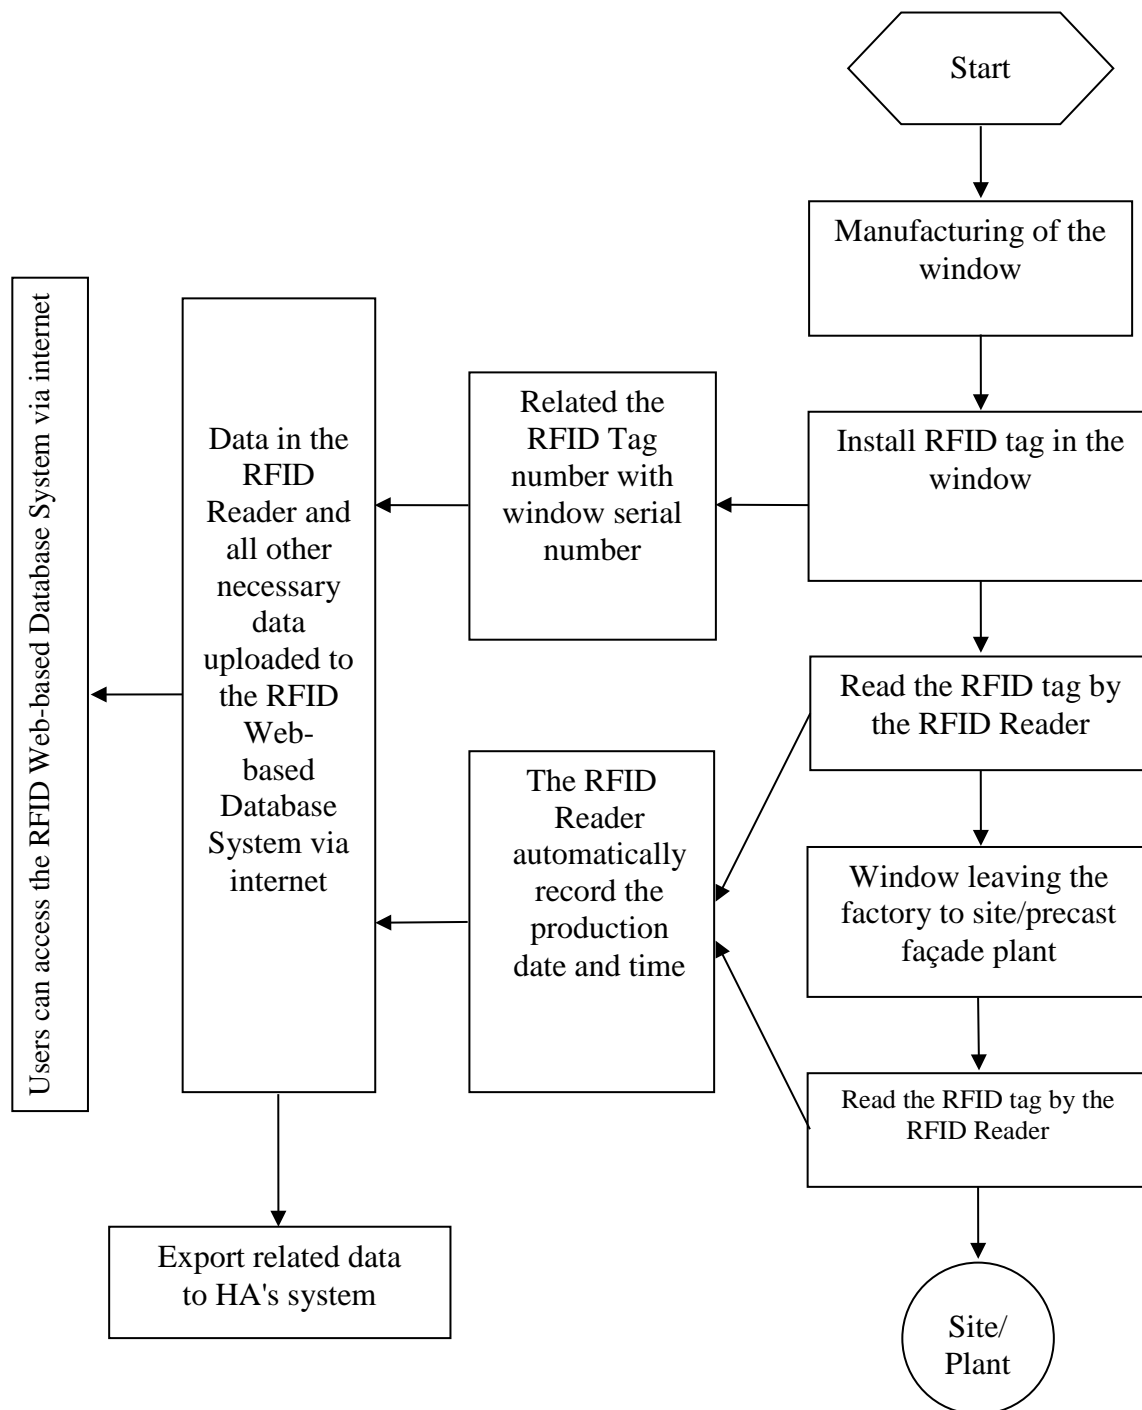 Start
Manufacturing of the
window
Install RFID tag in the
window
Related the
RFID Tag
number with
window serial
number
Data in the
RFID
Reader and
all other
necessary
data
uploaded to
the RFID
Web-
based
Database
System via
internet
Users can access the RFID Web-based Database System via internet
Read the RFID tag by
the RFID Reader
The RFID
Reader
automatically
record the
production
date and time
Window leaving the
factory to site/precast
façade plant
Read the RFID tag by the
RFID Reader
Export related data
to HA's system
Site/
Plant